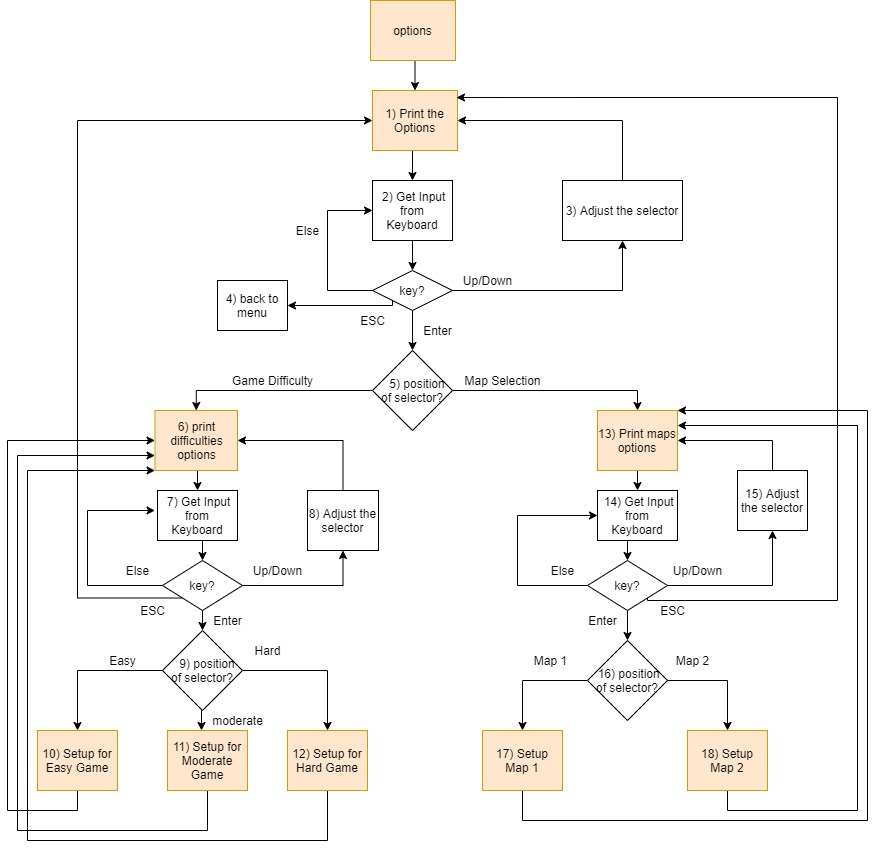 options
1) Print the
Options
2) Get Input
from
Keyboard
3) Adjust the selector
Else
key?
Up/Down
4) back to
menu
ESC
Enter
5) position
of selector?
Game Difficulty
Map Selection
6) print
difficulties
options
7) Get Input
from
Keyboard
8) Adjust the
selector
Else
key?
Up/Down
ESC
Enter
9) position
of selector?
Easy
Hard
moderate
10) Setup for
Easy Game
11) Setup for
Moderate
Game
12) Setup for
Hard Game
13) Print maps
options
14) Get Input
from
Keyboard
15) Adjust
the selector
Else
key?
Up/Down
ESC
Enter
16) position
of selector?
Map 1
Map 2
17) Setup
Map 1
18) Setup
Map 2